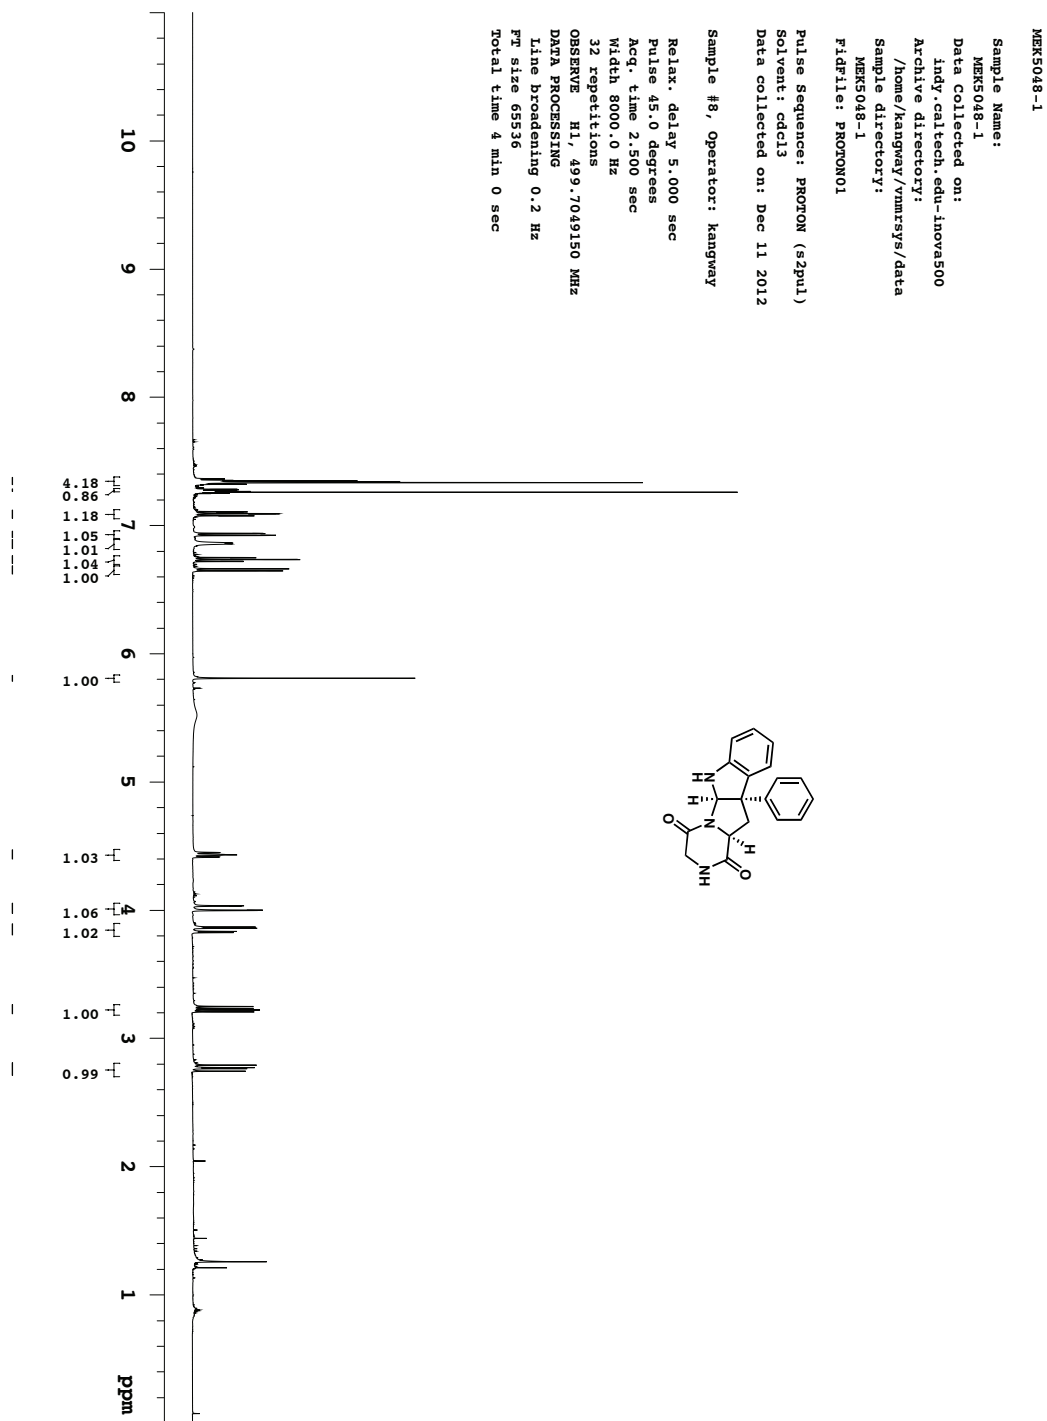 MEK5048-1
Sample Name:
MEK5048-1
Data Collected on:
indy.caltech.edu-inova500
Archive directory:
/home/kangway/vnmrsys/data
Sample directory:
MEK5048-1
FidFile: PROTON01
Pulse Sequence: PROTON (s2pul)
Solvent: cdcl3
Data collected on: Dec 11 2012
Sample #8, Operator: kangway
Relax. delay 5.000 sec
Pulse 45.0 degrees
Acq. time 2.500 sec
Width 8000.0 Hz
32 repetitions
OBSERVE H1, 499.7049150 MHz
DATA PROCESSING
Line broadening 0.2 Hz
FT size 65536
Total time 4 min 0 sec
N
H
H
N
H
O
O
NH
10 9 8 7 6 5 4 3 2 1 ppm
4.18
0.86
1.18
1.05
1.01
1.04
1.00
1.00
1.03
1.06
1.02
1.00
0.99